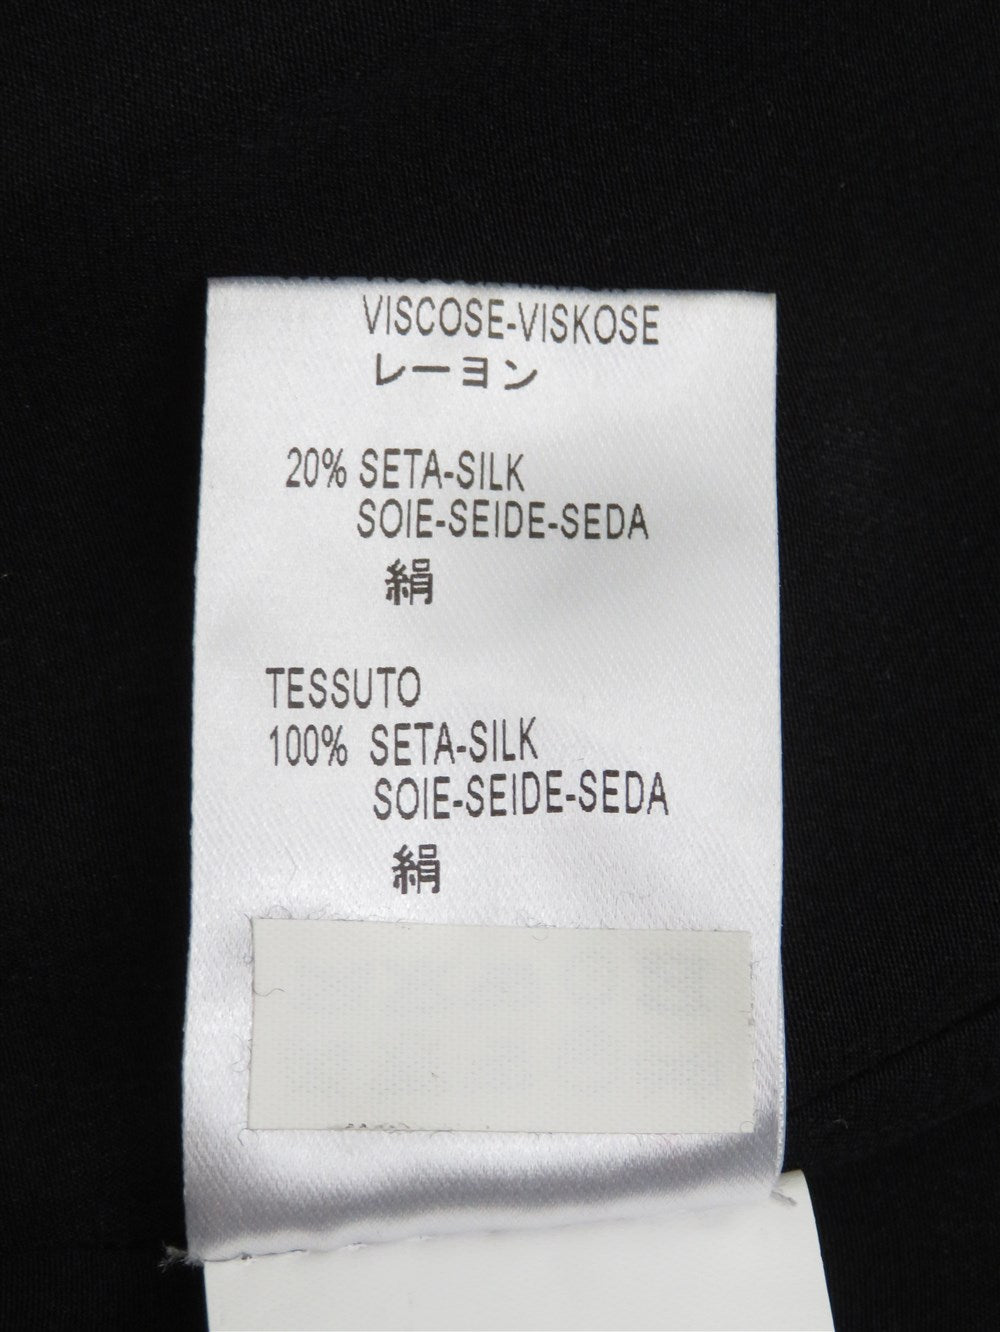 VISCOSE-VISKOSE
レーヨン
20% SETA-SILK
SOIE-SEIDE-SEDA
絹
TESSUTO
100% SETA-SILK
SOIE-SEIDE-SEDA
絹